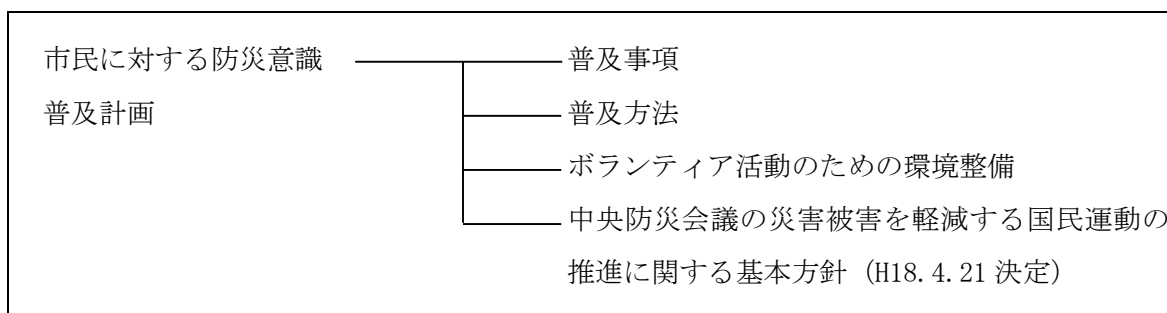 市民に対する防災意識
普及計画
普及事項
普及方法
ボランティア活動のための環境整備
中央防災会議の災害被害を軽減する国民運動の
推進に関する基本方針（H18.4.21 決定）